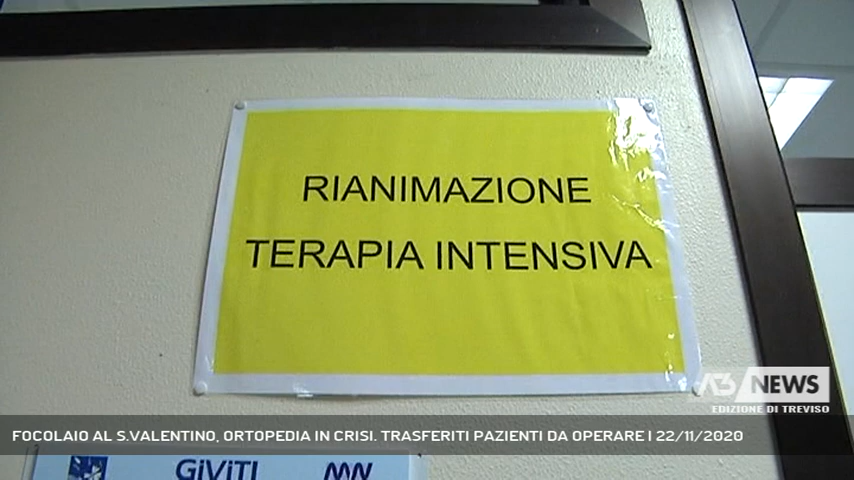 RIANIMAZIONE
TERAPIA INTENSIVA
A3 NEWS
EDIZIONE DI TREVISO
FOCOLAIO AL S.VALENTINO, ORTOPEDIA IN CRISI. TRASFERITI PAZIENTI DA OPERARE | 22/11/2020
GiViTI